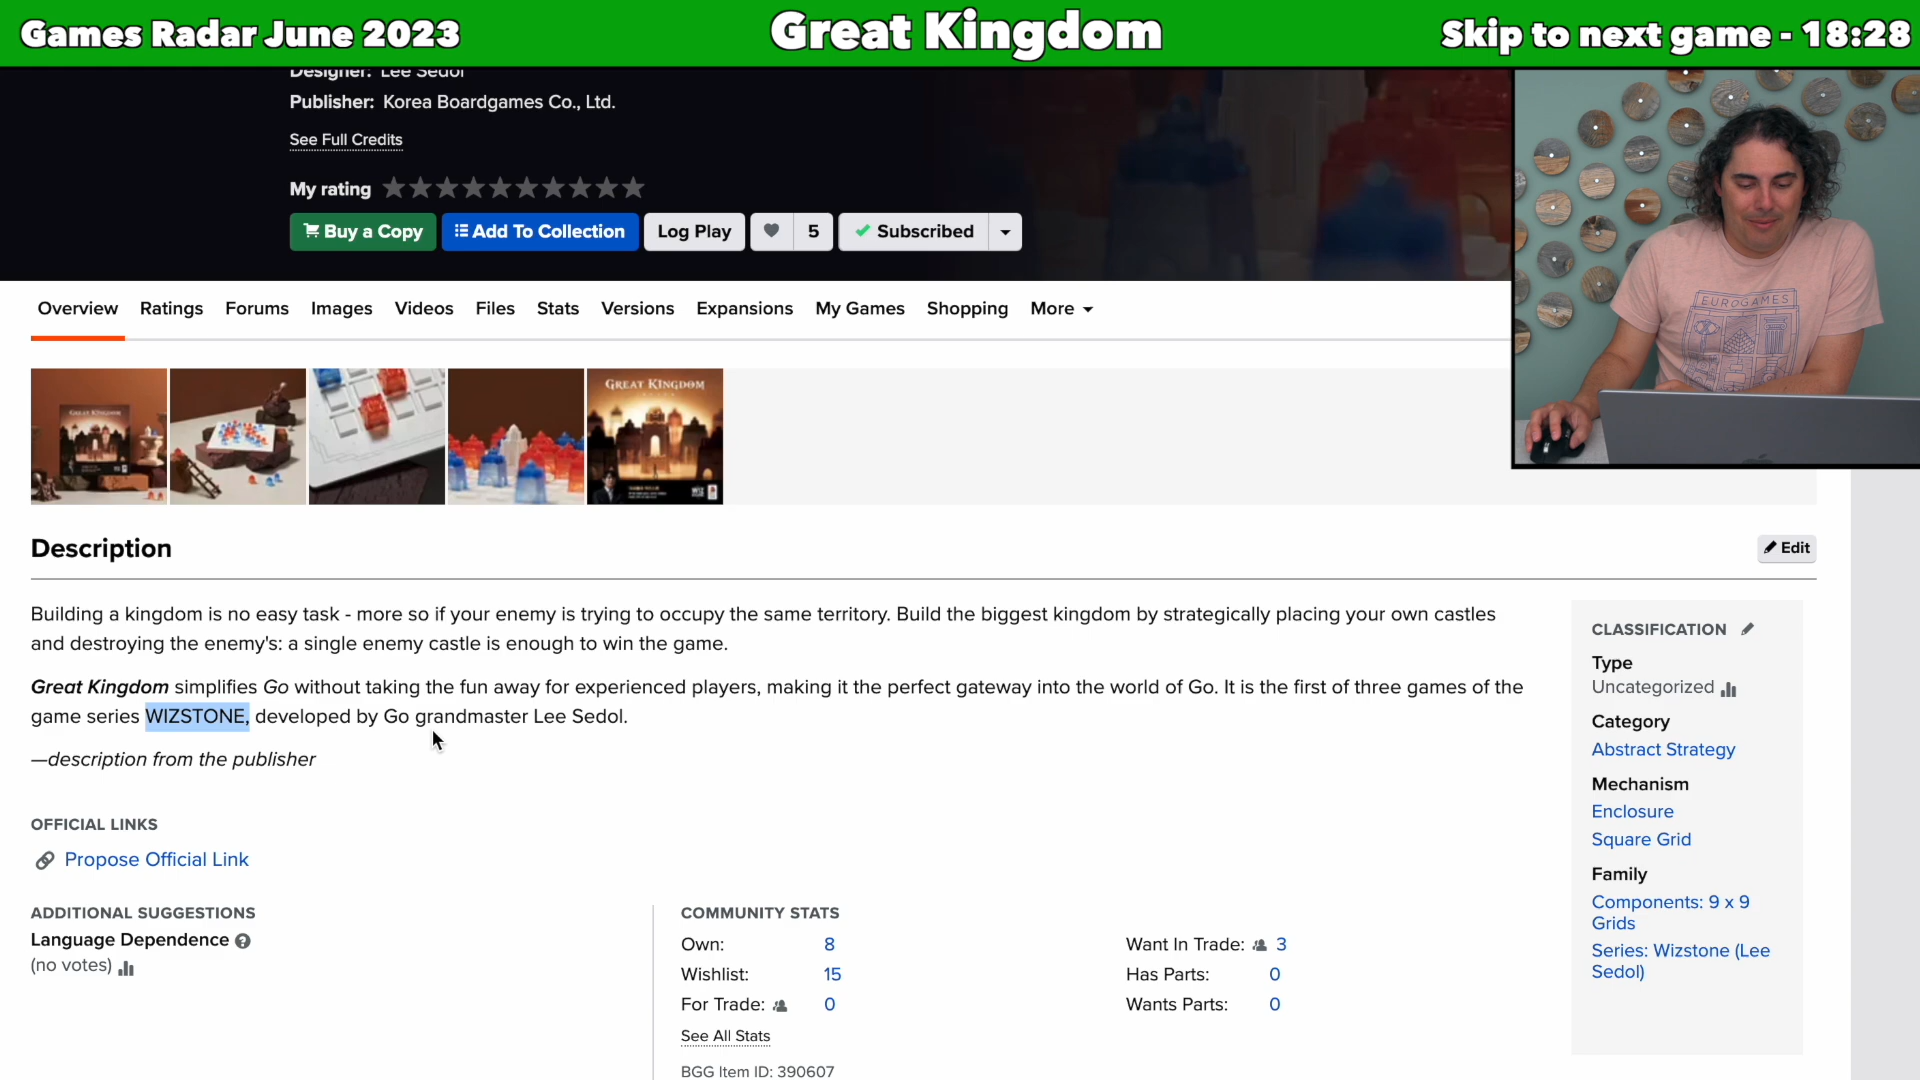 Games Radar June 2023
Great Kingdom
Skip to next game - 18:28
Designer: Lee Sedol
Publisher: Korea Boardgames Co., Ltd.
See Full Credits
My rating
Buy a Copy
Add To Collection
Log Play
5
Subscribed
Overview Ratings Forums Images Videos Files Stats Versions Expansions My Games Shopping More
EUROGAMES
GREAT KINGDOM
GREAT KINGDOM
Description
Edit
Building a kingdom is no easy task - more so if your enemy is trying to occupy the same territory. Build the biggest kingdom by strategically placing your own castles
and destroying the enemy's: a single enemy castle is enough to win the game.
Great Kingdom simplifies Go without taking the fun away for experienced players, making it the perfect gateway into the world of Go. It is the first of three games of the
game series WIZSTONE, developed by Go grandmaster Lee Sedol.
—description from the publisher
OFFICIAL LINKS
Propose Official Link
ADDITIONAL SUGGESTIONS
Language Dependence
(no votes)
COMMUNITY STATS
Own: 8
Wishlist: 15
For Trade: 0
See All Stats
BGG Item ID: 390607
Want In Trade: 3
Has Parts: 0
Wants Parts: 0
CLASSIFICATION
Type
Uncategorized
Category
Abstract Strategy
Mechanism
Enclosure
Square Grid
Family
Components: 9 x 9
Grids
Series: Wizstone (Lee
Sedol)